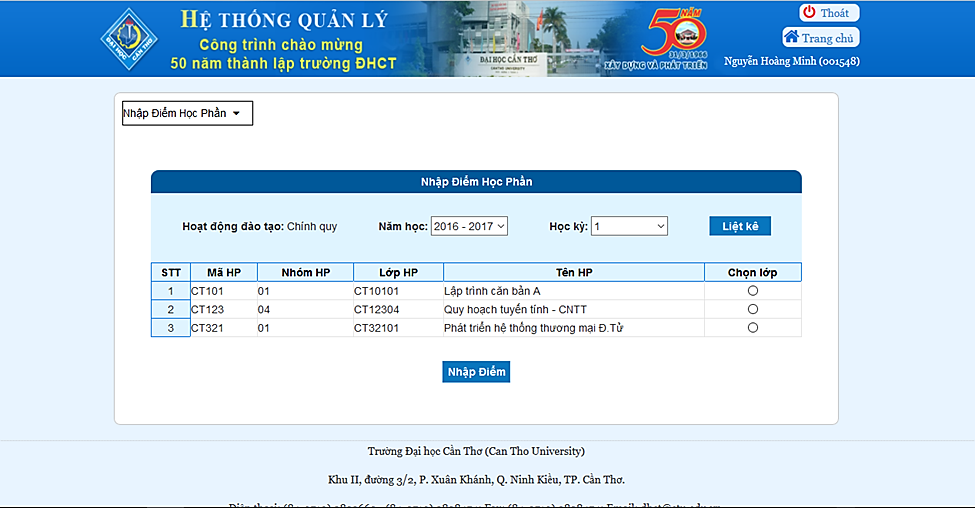 HỆ THỐNG QUẢN LÝ
Công trình chào mừng
50 năm thành lập trường ĐHCT
ĐẠI HỌC CẦN THƠ
ĐẠI HỌC CẦN THƠ
CANTHO UNIVERSITY
50 NĂM
31/3/1966
XÂY DỰNG VÀ PHÁT TRIỂN
Thoát
Trang chủ
Nguyễn Hoàng Minh (001548)
Nhập Điểm Học Phần
Nhập Điểm Học Phần
Hoạt động đào tạo: Chính quy Năm học: 2016 - 2017 Học kỳ: 1 Liệt kê
STT Mã HP Nhóm HP Lớp HP Tên HP Chọn lớp
1 CT101 01 CT10101 Lập trình căn bản A
2 CT123 04 CT12304 Quy hoạch tuyến tính - CNTT
3 CT321 01 CT32101 Phát triển hệ thống thương mại Đ.Tử
Nhập Điểm
Trường Đại học Cần Thơ (Can Tho University)
Khu II, đường 3/2, P. Xuân Khánh, Q. Ninh Kiều, TP. Cần Thơ.